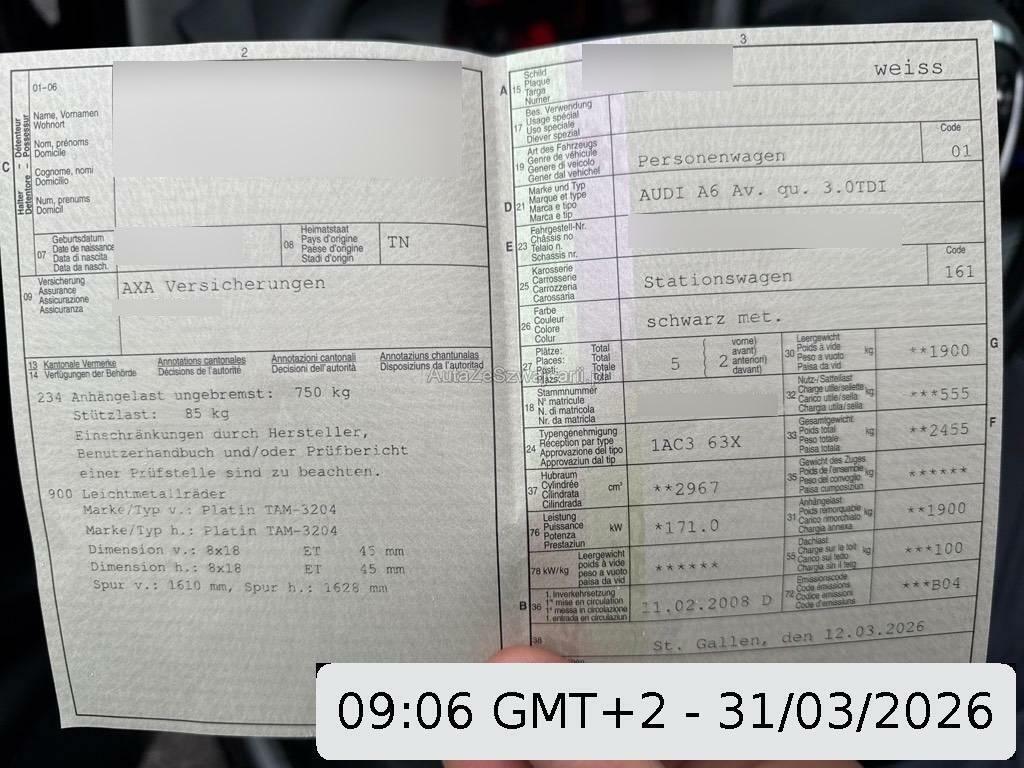 2
01-06
Halter – Détenteur
Detentore – Possessur
C
Name, Vornamen
Wohnort
Nom, prénoms
Domicile
Cognome, nomi
Domicilio
Num, prenums
Domicil
07
Geburtsdatum
Date de naissance
Data di nascita
Data da nasch.
08
Heimatstaat
Pays d'origine
Paese d'origine
Stadi d'origin
TN
09
Versicherung
Assurance
Assicurazione
Assicuranza
AXA Versicherungen
13 Kantonale Vermerke Annotations cantonales Annotazioni cantonali Annotaziuns chantunalas
14 Verfügungen der Behörde Décisions de l'autorité Decisioni dell'autorità Disposiziuns da l'autoritad
234 Anhängelast ungebremst: 750 kg
Stützlast: 85 kg
Einschränkungen durch Hersteller,
Benutzerhandbuch und/oder Prüfbericht
einer Prüfstelle sind zu beachten.
900 Leichtmetallräder
Marke/Typ v.: Platin TAM-3204
Marke/Typ h.: Platin TAM-3204
Dimension v.: 8x18 ET 45 mm
Dimension h.: 8x18 ET 45 mm
Spur v.: 1610 mm, Spur h.: 1628 mm
3
A 15
Schild
Plaque
Targa
Numer
weiss
17
Bes. Verwendung
Usage spécial
Uso speciale
Diever spezial
19
Art des Fahrzeugs
Genre de véhicule
Genere di veicolo
Gener dal vehichel
Personenwagen
Code
01
D 21
Marke und Typ
Marque et type
Marca e tipo
Marca e tip
AUDI A6 Av. qu. 3.0TDI
E 23
Fahrgestell-Nr.
Châssis no
Telaio n.
Schassis nr.
25
Karosserie
Carrosserie
Carrozzeria
Carossaria
Stationswagen
Code
161
26
Farbe
Couleur
Colore
Colur
schwarz met.
27
Plätze: Total
Places: Total
Posti: Totale
Plazs: Total
5
2
vorne)
avant)
anteriori)
davant)
30
Leergewicht
Poids à vide
Peso a vuoto
Paisa da vid
kg
**1900
G
18
Stammnummer
N° matricule
N. di matricola
Nr. da matricla
32
Nutz-/Sattellast
Charge utile/sellette
Carico utile/sella
Chargia utila/sella
kg
***555
24
Typengenehmigung
Réception par type
Approvazione del tipo
Approvaziun dal tip
1AC3 63X
33
Gesamtgewicht
Poids total
Peso totale
Paisa totala
kg
**2455
F
37
Hubraum
Cylindrée
Cilindrata
Cilindrada
cm³
**2967
35
Gewicht des Zuges
Poids de l'ensemble
Peso del convoglio
Paisa cumposiziun
kg
******
76
Leistung
Puissance
Potenza
Prestaziun
kW
*171.0
31
Anhängelast
Poids remorquable
Carico rimorchiato
Chargia annexa
kg
**1900
78 kW/kg
Leergewicht
poids à vide
peso a vuoto
paisa da vid
******
55
Dachlast
Charge sur le toit
Carico sul tetto
Chargia sin il tetg
kg
***100
B 36
1. Inverkehrsetzung
1re mise en circulation
1a messa in circolazione
1. entrada en circulaziun
11.02.2008 D
72
Emissionscode
Code émissions
Codice emissioni
Code d'emissiuns
***B04
38
St. Gallen, den 12.03.2026
09:06 GMT+2 - 31/03/2026